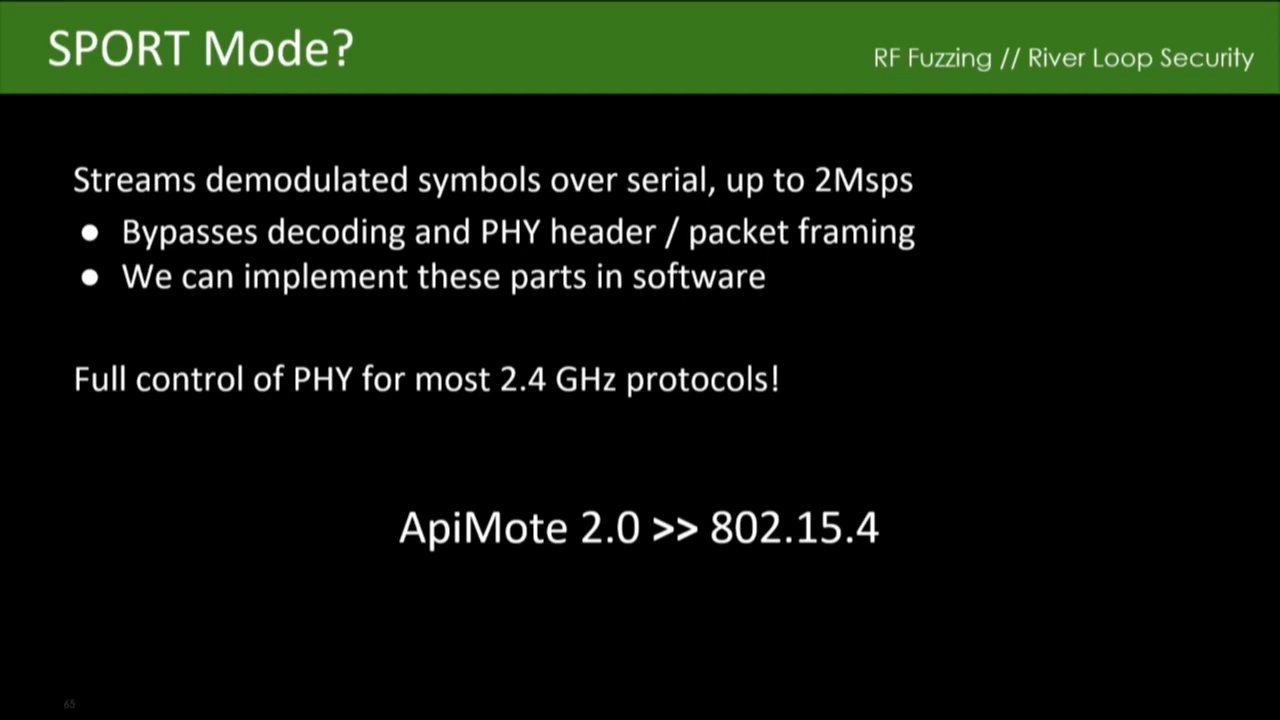 SPORT Mode?
RF Fuzzing // River Loop Security
Streams demodulated symbols over serial, up to 2Msps
● Bypasses decoding and PHY header / packet framing
● We can implement these parts in software
Full control of PHY for most 2.4 GHz protocols!
ApiMote 2.0 >> 802.15.4
65